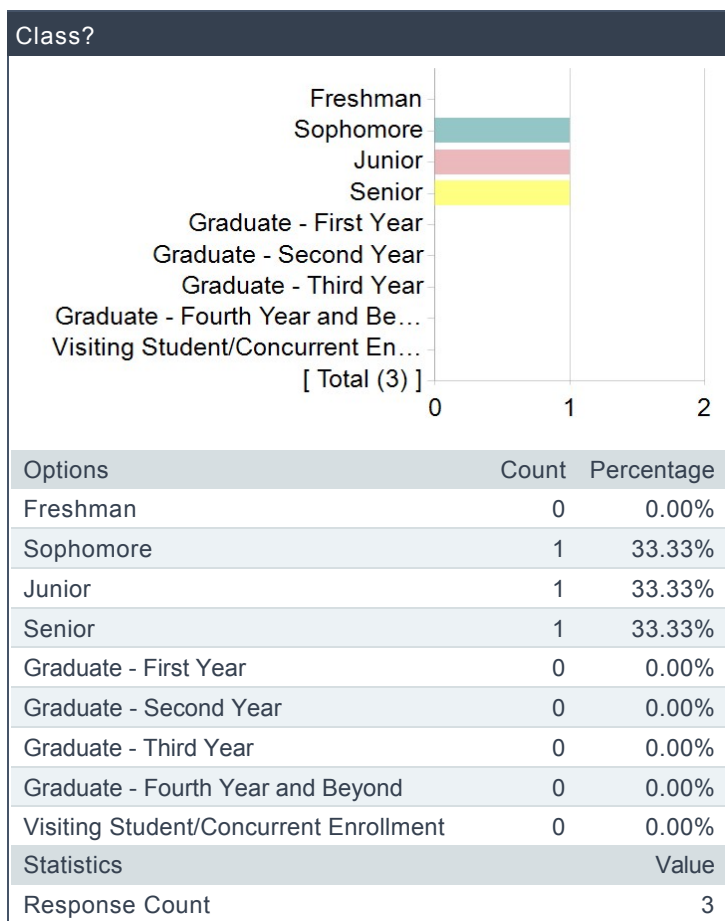 Class?
Freshman
Sophomore
Junior
Senior
Graduate - First Year
Graduate - Second Year
Graduate - Third Year
Graduate - Fourth Year and Be...
Visiting Student/Concurrent En...
[ Total (3) ]
0 1 2
Options Count Percentage
Freshman 0 0.00%
Sophomore 1 33.33%
Junior 1 33.33%
Senior 1 33.33%
Graduate - First Year 0 0.00%
Graduate - Second Year 0 0.00%
Graduate - Third Year 0 0.00%
Graduate - Fourth Year and Beyond 0 0.00%
Visiting Student/Concurrent Enrollment 0 0.00%
Statistics Value
Response Count 3